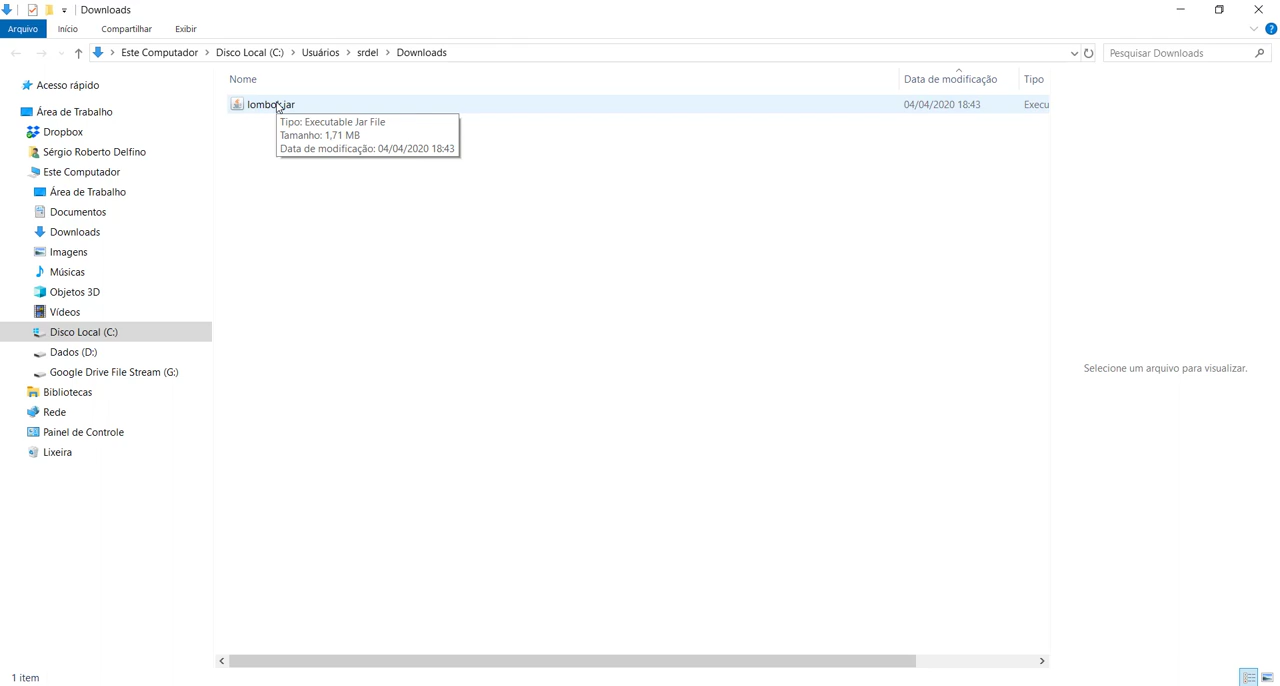 Downloads
Arquivo Início Compartilhar Exibir
Este Computador Disco Local (C:) Usuários srdel Downloads Pesquisar Downloads
Acesso rápido
Área de Trabalho
Dropbox
Sérgio Roberto Delfino
Este Computador
Área de Trabalho
Documentos
Downloads
Imagens
Músicas
Objetos 3D
Vídeos
Disco Local (C:)
Dados (D:)
Google Drive File Stream (G:)
Bibliotecas
Rede
Painel de Controle
Lixeira
Nome Data de modificação Tipo
lombok.jar 04/04/2020 18:43 Execu
Tipo: Executable Jar File
Tamanho: 1,71 MB
Data de modificação: 04/04/2020 18:43
Selecione um arquivo para visualizar.
1 item